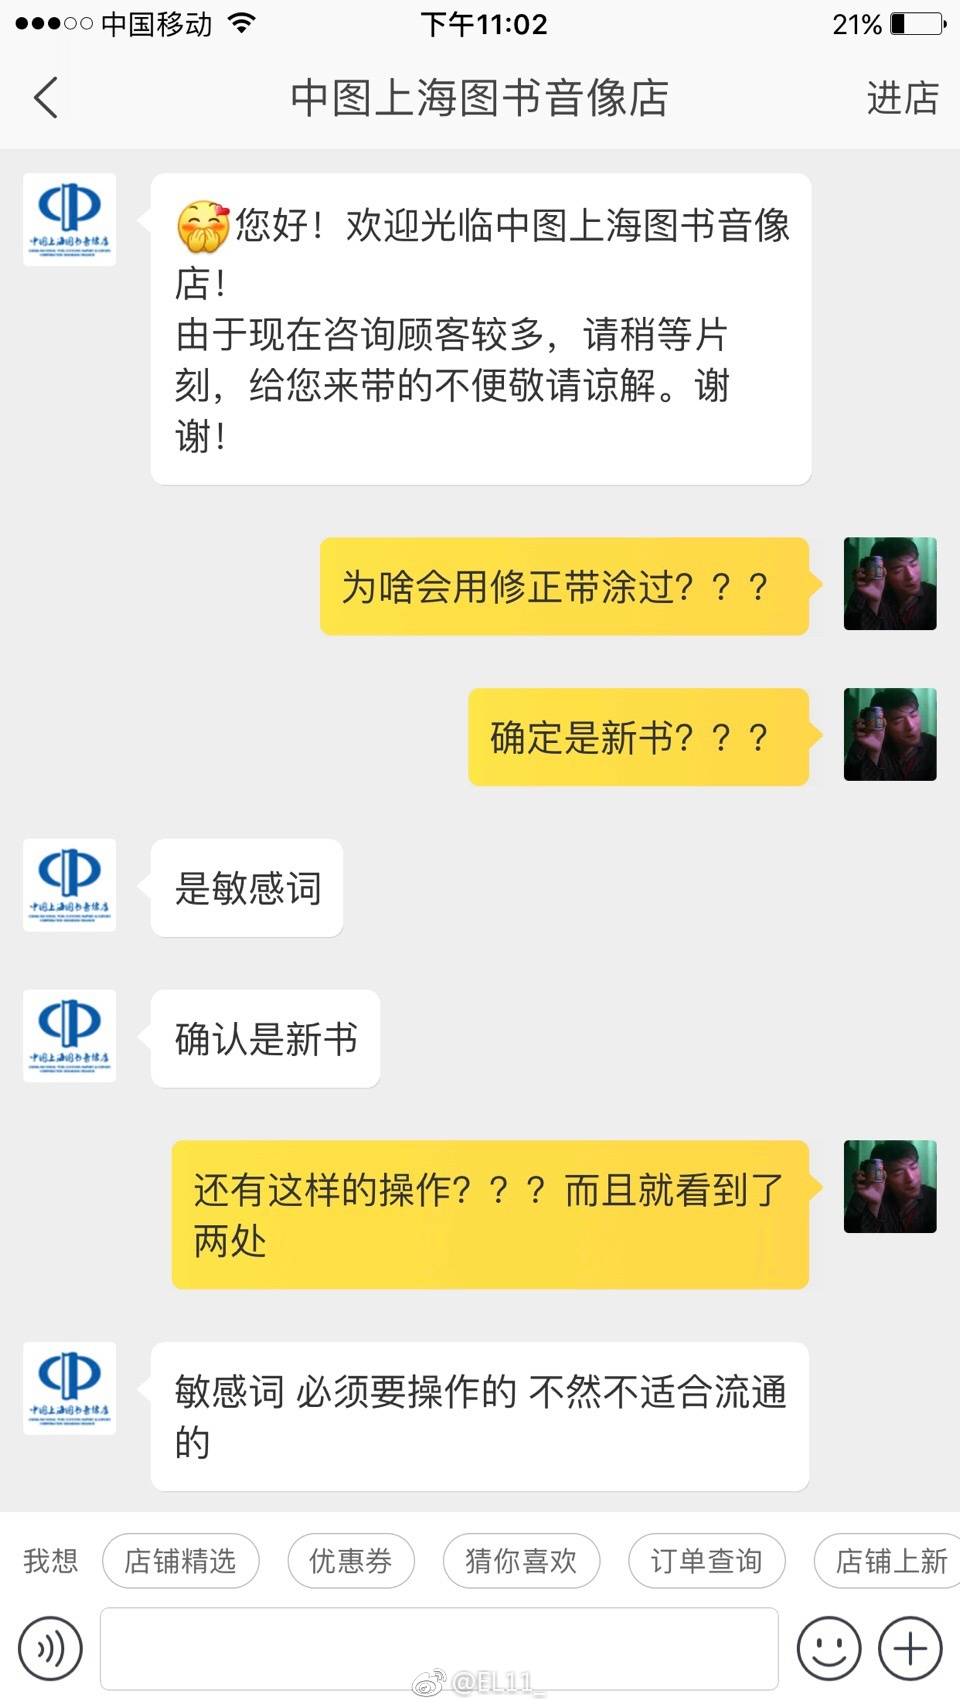 中国移动
下午11:02
21%
中图上海图书音像店
进店
您好！欢迎光临中图上海图书音像
店！
由于现在咨询顾客较多，请稍等片
刻，给您来带的不便敬请谅解。谢
谢！
为啥会用修正带涂过？？？
确定是新书？？？
是敏感词
确认是新书
还有这样的操作？？？而且就看到了
两处
敏感词 必须要操作的 不然不适合流通
的
我想
店铺精选
优惠券
猜你喜欢
订单查询
店铺上新
@EL11_